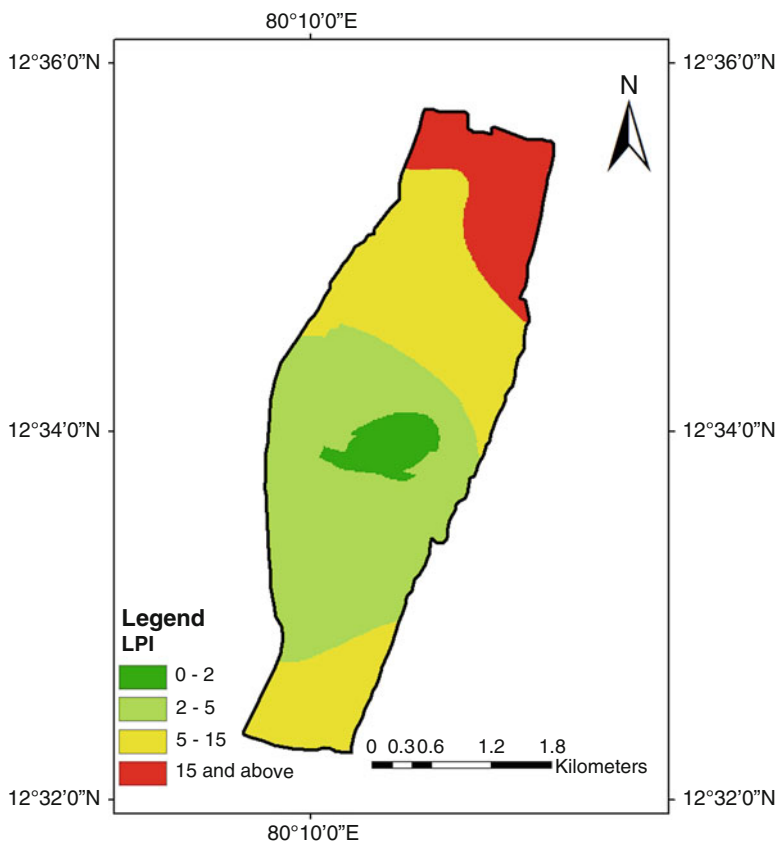 80°10'0”E
12°36'0”N
12°36'0”N
N
12°34'0”N
12°34'0”N
Legend
LPI
0 - 2
2 - 5
5 - 15
15 and above
0 0.30.6 1.2 1.8
Kilometers
12°32'0”N
12°32'0”N
80°10'0”E